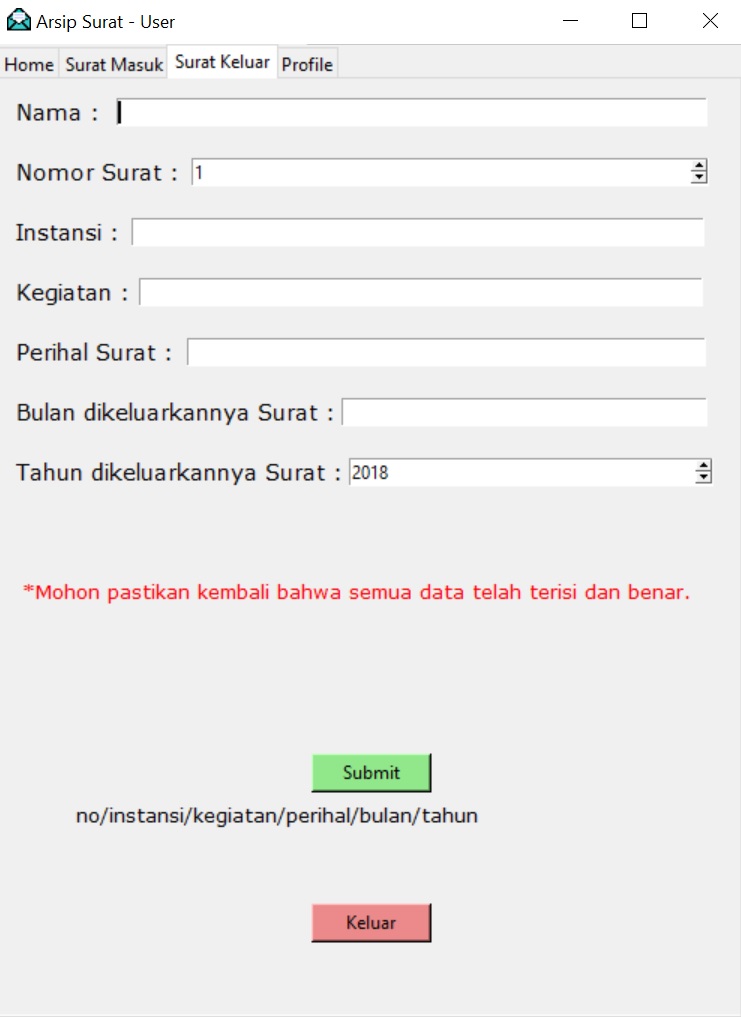 Arsip Surat - User
Home Surat Masuk Surat Keluar Profile
Nama :
Nomor Surat : 1
Instansi :
Kegiatan :
Perihal Surat :
Bulan dikeluarkannya Surat :
Tahun dikeluarkannya Surat : 2018
*Mohon pastikan kembali bahwa semua data telah terisi dan benar.
Submit
no/instansi/kegiatan/perihal/bulan/tahun
Keluar